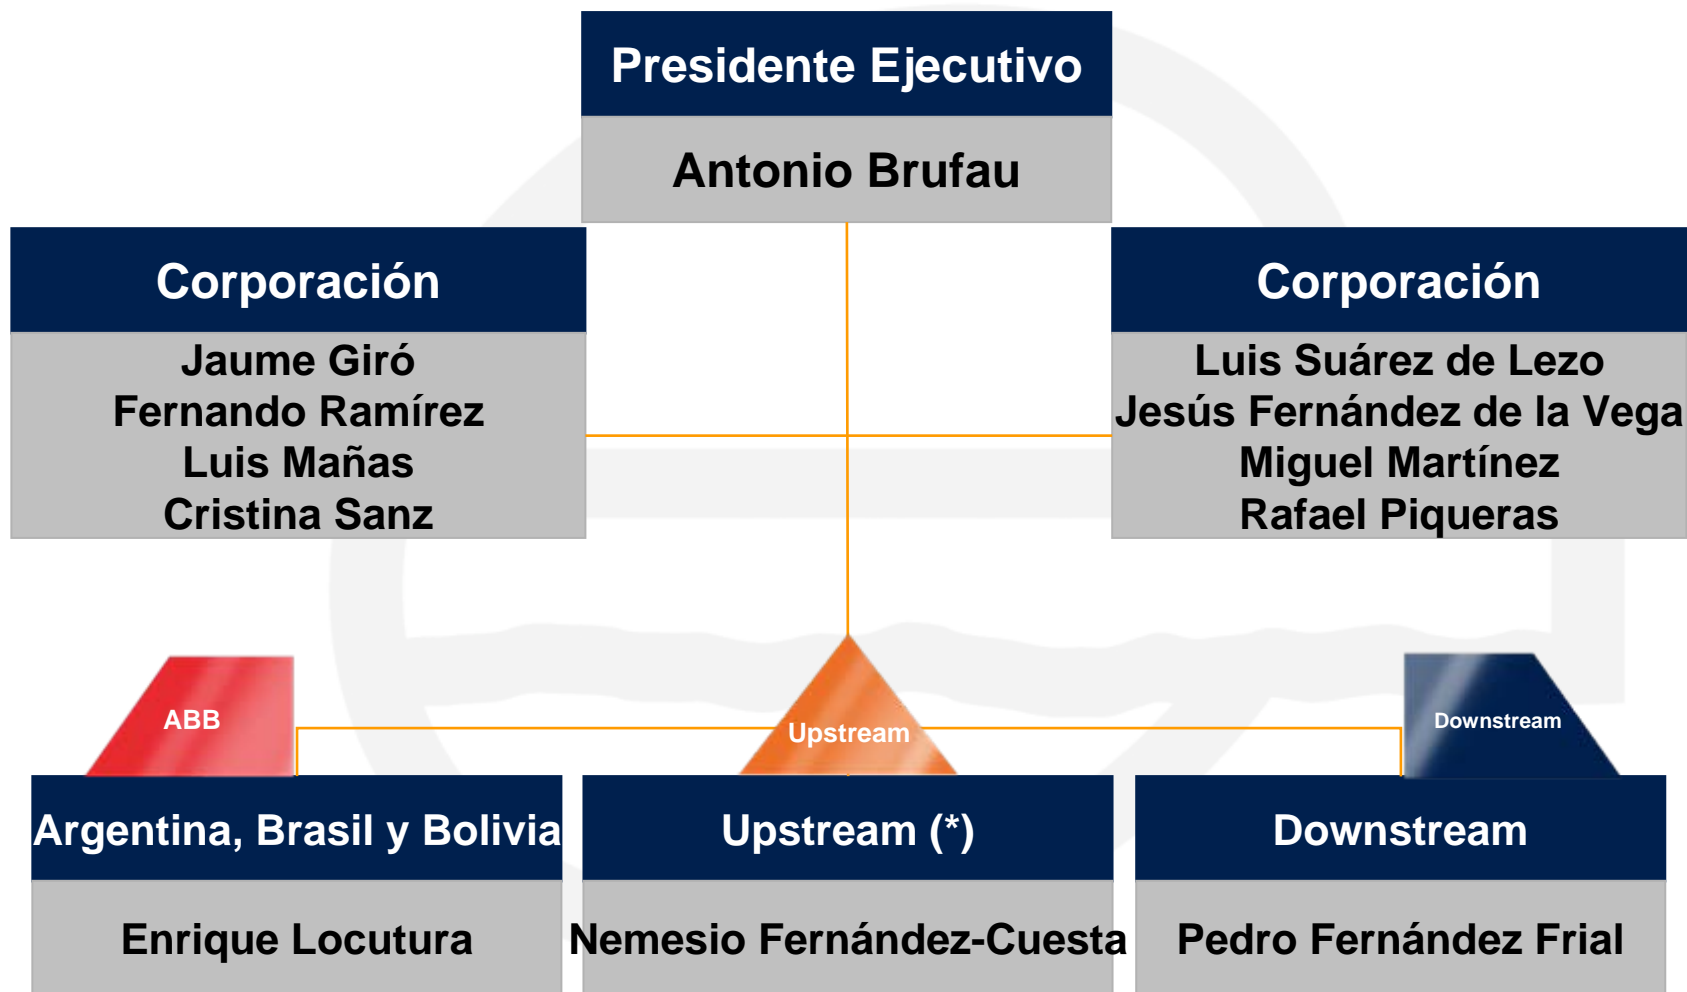 Presidente Ejecutivo
Antonio Brufau
Corporación
Jaume Giró
Fernando Ramírez
Luis Mañas
Cristina Sanz
Corporación
Luis Suárez de Lezo
Jesús Fernández de la Vega
Miguel Martínez
Rafael Piqueras
ABB
Upstream
Downstream
Argentina, Brasil y Bolivia
Enrique Locutura
Upstream (*)
Nemesio Fernández-Cuesta
Downstream
Pedro Fernández Frial